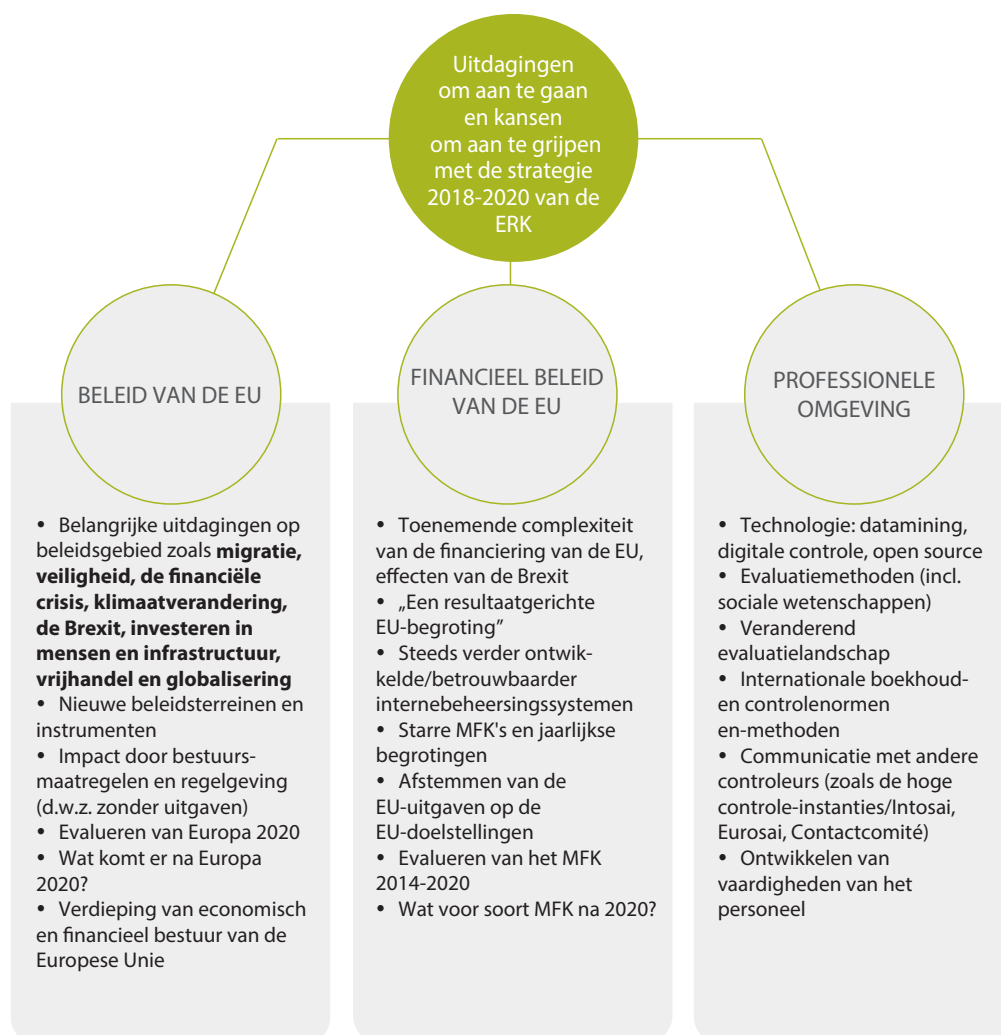 Uitdagingen
om aan te gaan
en kansen
om aan te grijpen
met de strategie
2018-2020 van de
ERK
BELEID VAN DE EU
• Belangrijke uitdagingen op
beleidsgebied zoals migratie,
veiligheid, de financiële
crisis, klimaatverandering,
de Brexit, investeren in
mensen en infrastructuur,
vrijhandel en globalisering
• Nieuwe beleidsterreinen en
instrumenten
• Impact door bestuurs-
maatregelen en regelgeving
(d.w.z. zonder uitgaven)
• Evalueren van Europa 2020
• Wat komt er na Europa
2020?
• Verdieping van economisch
en financieel bestuur van de
Europese Unie
FINANCIEEL BELEID
VAN DE EU
• Toenemende complexiteit
van de financiering van de EU,
effecten van de Brexit
• „Een resultaatgerichte
EU-begroting”
• Steeds verder ontwik-
kelde/betrouwbaarder
internebeheersingssystemen
• Starre MFK's en jaarlijkse
begrotingen
• Afstemmen van de
EU-uitgaven op de
EU-doelstellingen
• Evalueren van het MFK
2014-2020
• Wat voor soort MFK na 2020?
PROFESSIONELE
OMGEVING
• Technologie: datamining,
digitale controle, open source
• Evaluatiemethoden (incl.
sociale wetenschappen)
• Veranderend
evaluatielandschap
• Internationale boekhoud-
en controlenormen
en-methoden
• Communicatie met andere
controleurs (zoals de hoge
controle-instanties/Intosai,
Eurosai, Contactcomité)
• Ontwikkelen van
vaardigheden van het
personeel